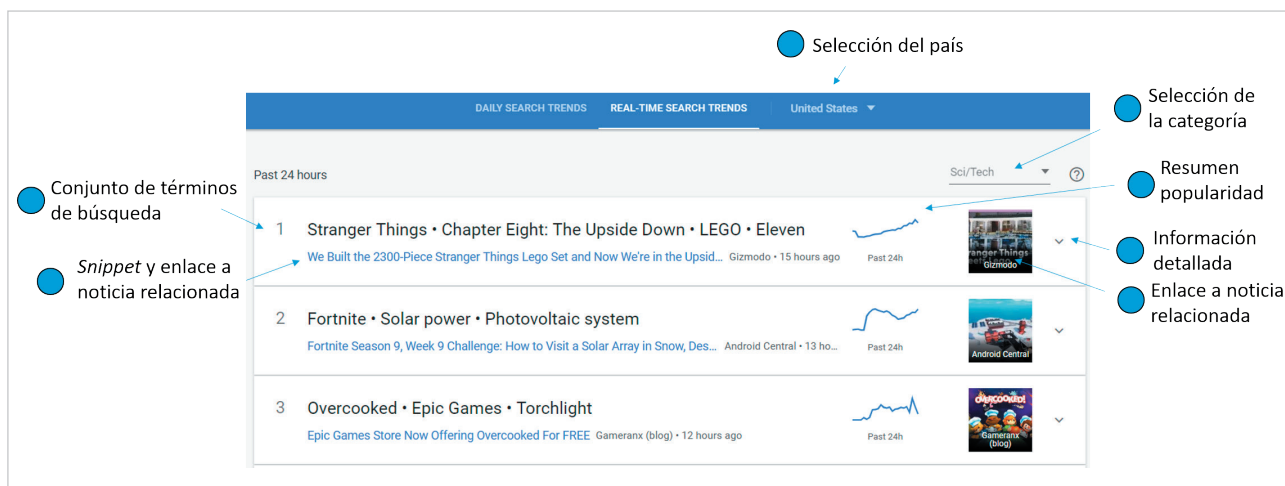 Selección del país
DAILY SEARCH TRENDS REAL-TIME SEARCH TRENDS United States
Selección de
la categoría
Past 24 hours
Sci/Tech
Resumen
popularidad
Conjunto de términos
de búsqueda
1 Stranger Things • Chapter Eight: The Upside Down • LEGO • Eleven
We Built the 2300-Piece Stranger Things Lego Set and Now We're in the Upsid... Gizmodo • 15 hours ago
Past 24h
Gizmodo
Información
detallada
Snippet y enlace a
noticia relacionada
Enlace a noticia
relacionada
2 Fortnite • Solar power • Photovoltaic system
Fortnite Season 9, Week 9 Challenge: How to Visit a Solar Array in Snow, Des... Android Central • 13 ho...
Past 24h
Android Central
3 Overcooked • Epic Games • Torchlight
Epic Games Store Now Offering Overcooked For FREE Gameranx (blog) • 12 hours ago
Past 24h
OVERCOOKED!
Gameranx
(blog)